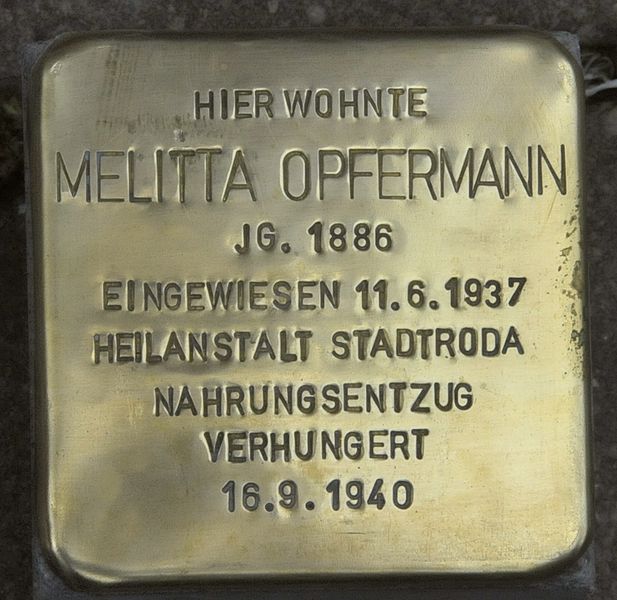 HIER WOHNTE
MELITTA OPFERMANN
JG. 1886
EINGEWIESEN 11.6.1937
HEILANSTALT STADTRODA
NAHRUNGSENTZUG
VERHUNGERT
16.9.1940